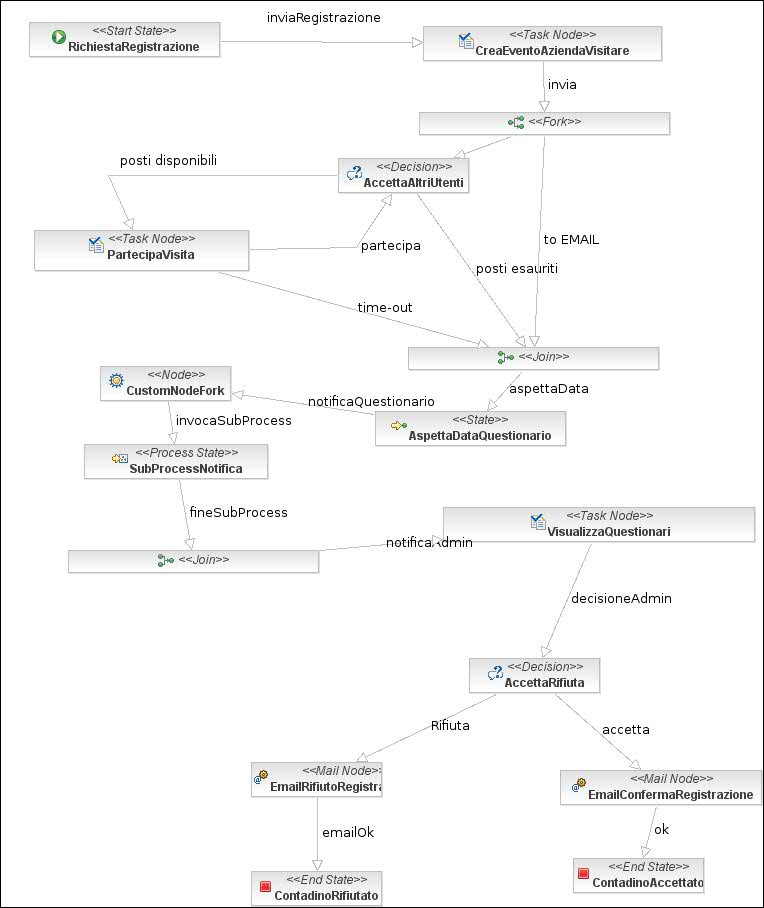 inviaRegistrazione
<<Start State>>
RichiestaRegistrazione
<<Task Node>>
CreaEventoAziendaVisitare
invia
<<Fork>>
posti disponibili
<<Decision>>
AccettaAltriUtenti
<<Task Node>>
PartecipaVisita
partecipa
to EMAIL
posti esauriti
time-out
<<Join>>
<<Node>>
CustomNodeFork
aspettaData
notificaQuestionario
invocaSubProcess
<<State>>
AspettaDataQuestionario
<<Process State>>
SubProcessNotifica
fineSubProcess
<<Task Node>>
VisualizzaQuestionari
notificaAdmin
<<Join>>
decisioneAdmin
<<Decision>>
AccettaRifiuta
Rifiuta
accetta
<<Mail Node>>
EmailRifiutoRegistra
<<Mail Node>>
EmailConfermaRegistrazione
emailOk
ok
<<End State>>
ContadinoRifiutato
<<End State>>
ContadinoAccettato